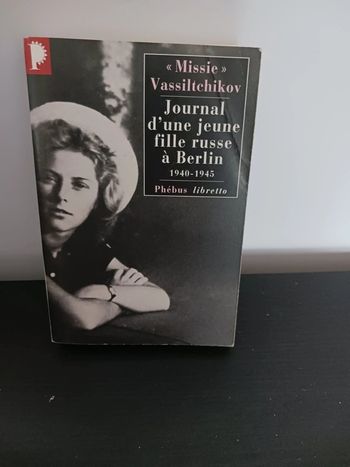 « Missie »
Vassiltchikov
Journal
d'une jeune
fille russe
à Berlin
1940-1945
Phébus libretto